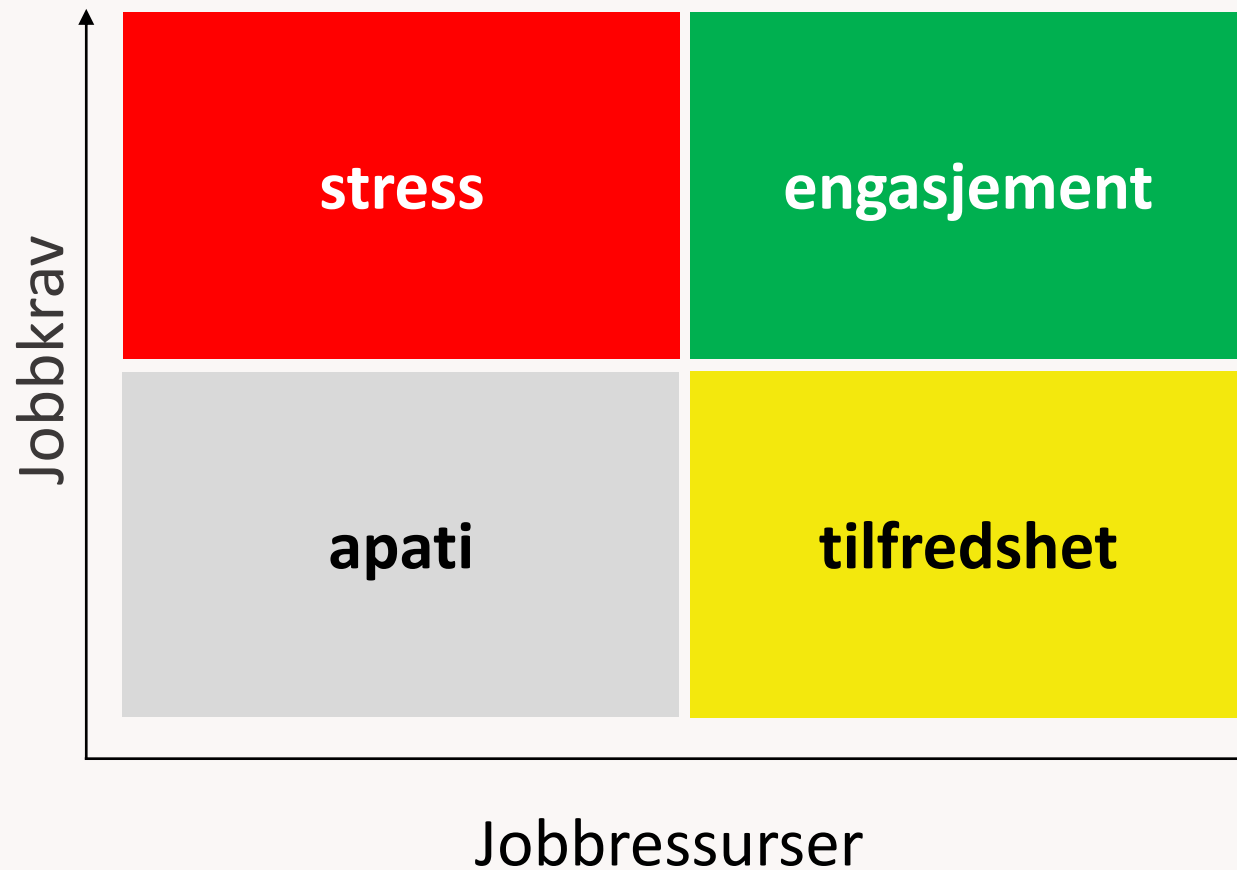 Jobbkrav
stress
engasjement
apati
tilfredshet
Jobbressurser